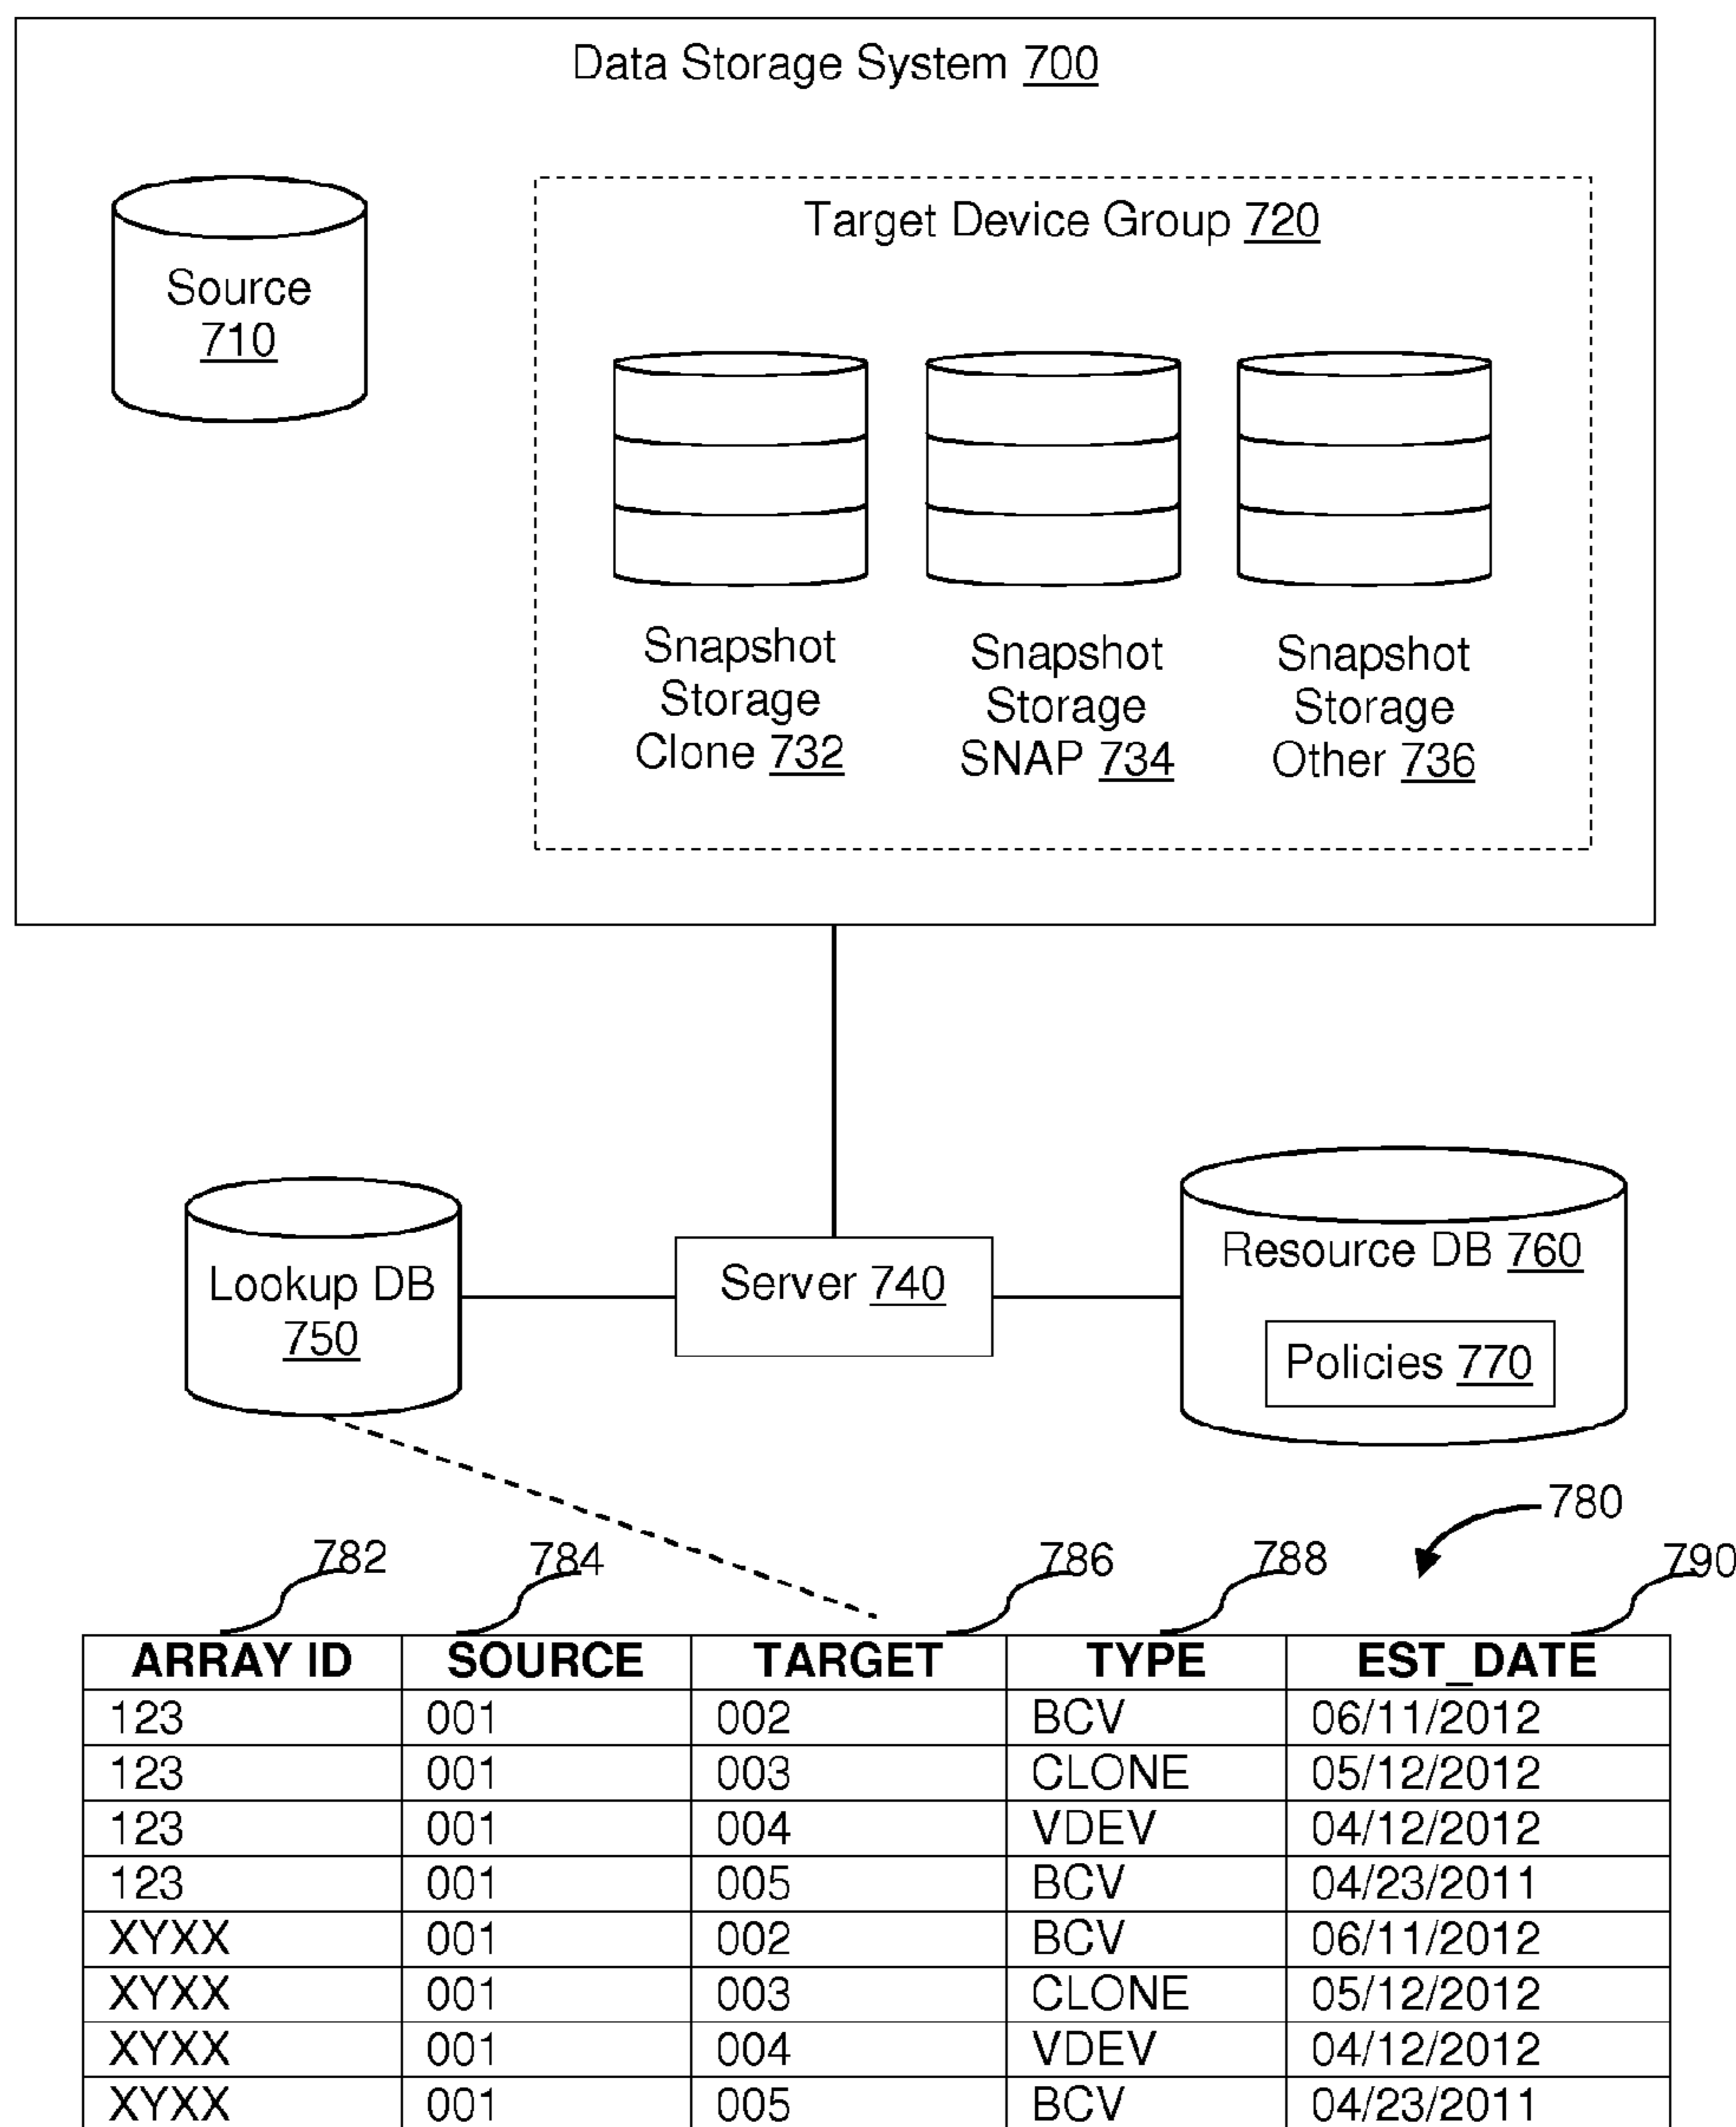 Data Storage System 700
Target Device Group 720
Source
710
Snapshot
Storage
Clone 732
Snapshot
Storage
SNAP 734
Snapshot
Storage
Other 736
Lookup DB
750
Server 740
Resource DB 760
Policies 770
780
782 784 786 788 790
ARRAY ID SOURCE TARGET TYPE EST_DATE
123 001 002 BCV 06/11/2012
123 001 003 CLONE 05/12/2012
123 001 004 VDEV 04/12/2012
123 001 005 BCV 04/23/2011
XYXX 001 002 BCV 06/11/2012
XYXX 001 003 CLONE 05/12/2012
XYXX 001 004 VDEV 04/12/2012
XYXX 001 005 BCV 04/23/2011